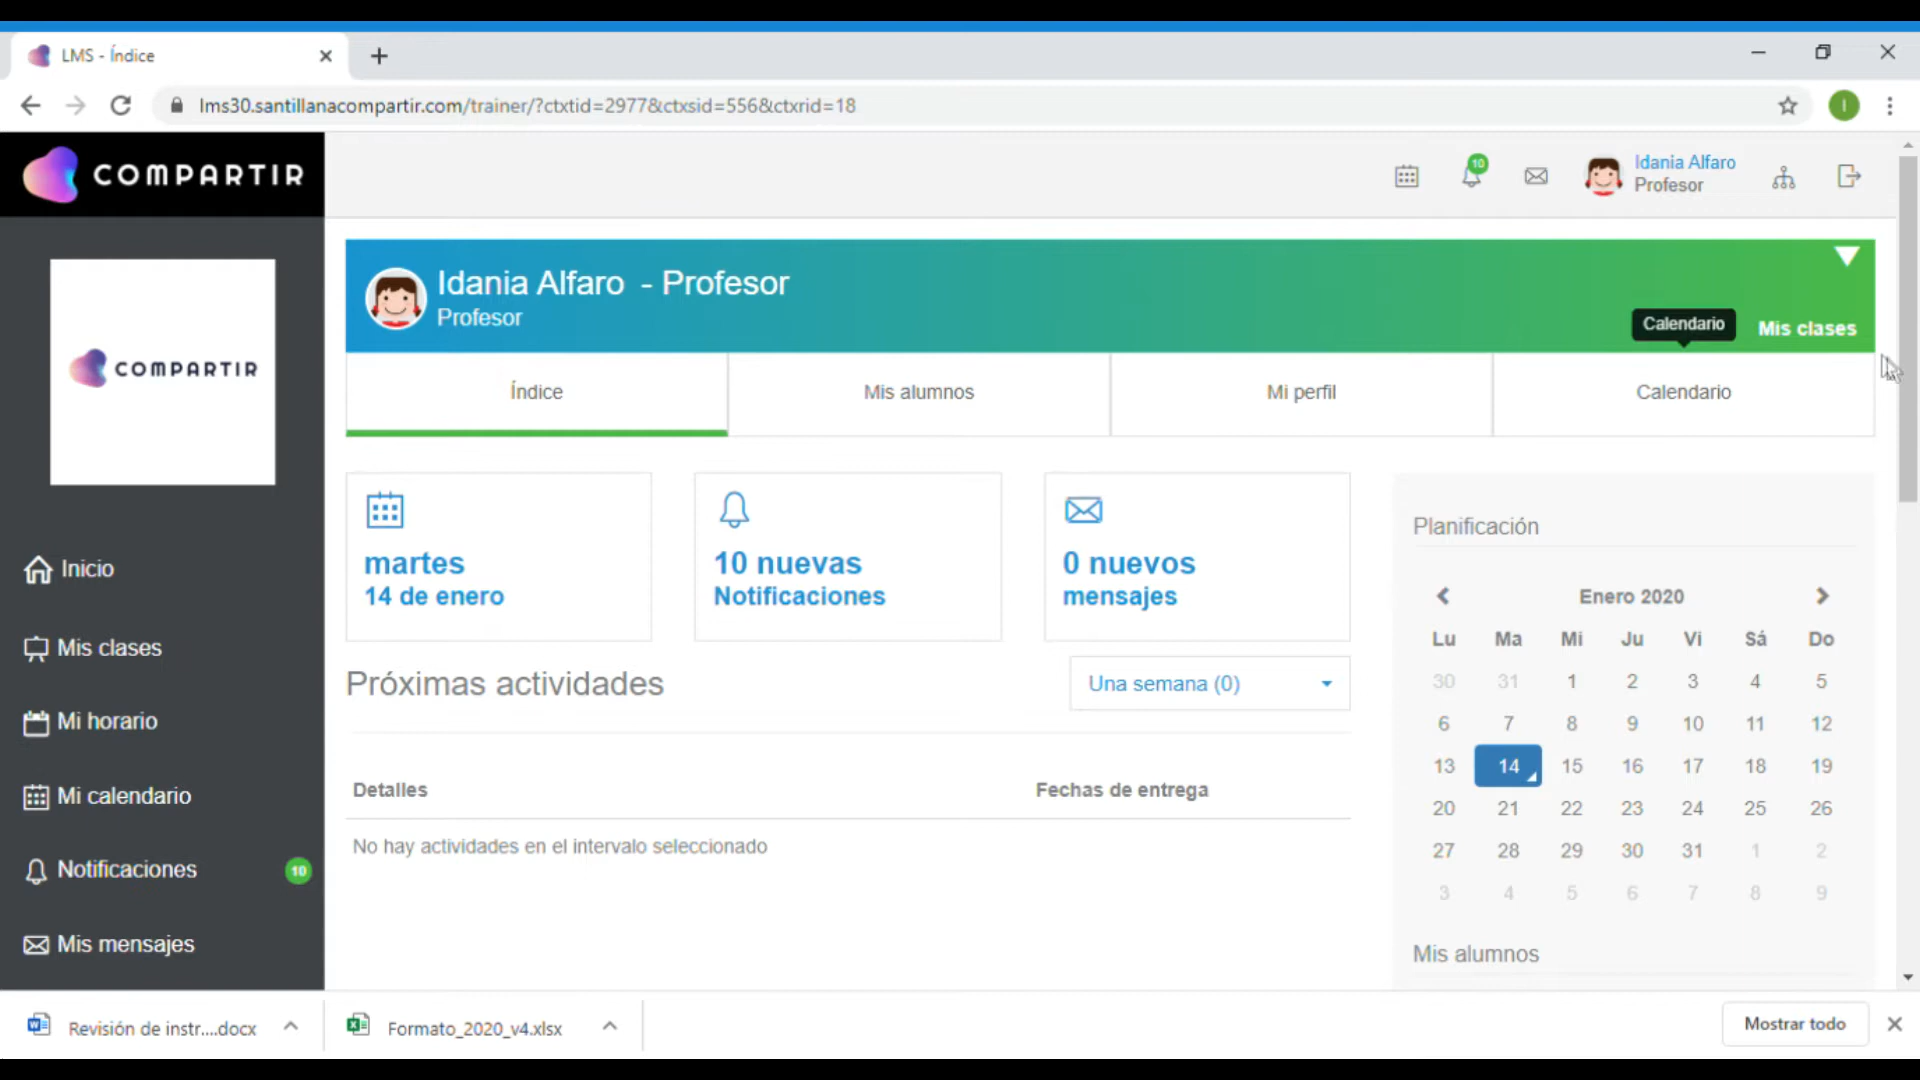 LMS - Índice
lms30.santillanacompartir.com/trainer/?ctxtid=2977&ctxsid=556&ctxrid=18
I
COMPARTIR
10
Idania Alfaro
Profesor
Idania Alfaro - Profesor
Profesor
Calendario
Mis clases
COMPARTIR
Índice
Mis alumnos
Mi perfil
Calendario
martes
14 de enero
10 nuevas
Notificaciones
0 nuevos
mensajes
Próximas actividades
Una semana (0)
Detalles
Fechas de entrega
No hay actividades en el intervalo seleccionado
Planificación
Enero 2020
Lu Ma Mi Ju Vi Sá Do
30 31 1 2 3 4 5
6 7 8 9 10 11 12
13 14 15 16 17 18 19
20 21 22 23 24 25 26
27 28 29 30 31 1 2
3 4 5 6 7 8 9
Mis alumnos
Inicio
Mis clases
Mi horario
Mi calendario
Notificaciones 10
Mis mensajes
Revisión de instr....docx
Formato_2020_v4.xlsx
Mostrar todo